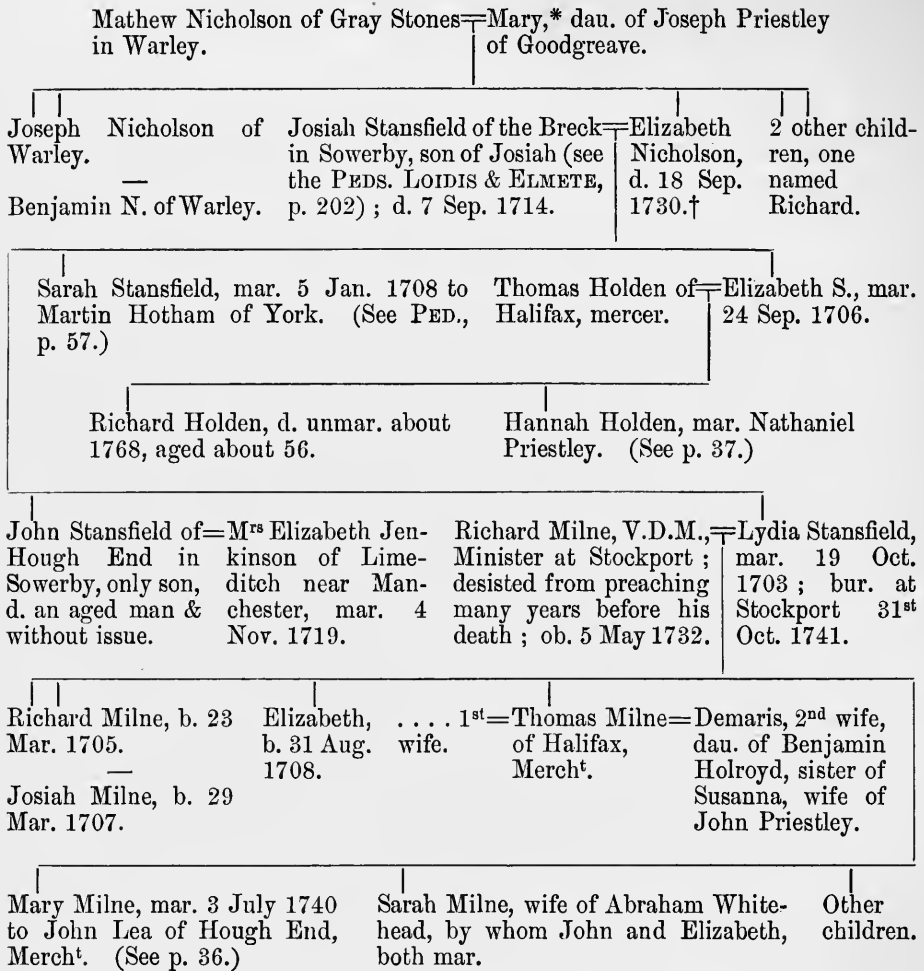 Mathew Nicholson of Gray Stones=Mary,* dau. of Joseph Priestley
in Warley. of Goodgreave.
Joseph Nicholson of
Warley.
—
Benjamin N. of Warley.
Josiah Stansfield of the Breck=
in Sowerby, son of Josiah (see
the PEDS. LOIDIS & ELMETE,
p. 202) ; d. 7 Sep. 1714.
Elizabeth
Nicholson,
d. 18 Sep.
1730.†
2 other child-
ren, one
named
Richard.
Sarah Stansfield, mar. 5 Jan. 1708 to
Martin Hotham of York. (See PED.,
p. 57.)
Thomas Holden of=
Halifax, mercer.
Elizabeth S., mar.
24 Sep. 1706.
Richard Holden, d. unmar. about
1768, aged about 56.
Hannah Holden, mar. Nathaniel
Priestley. (See p. 37.)
John Stansfield of=
Hough End in
Sowerby, only son,
d. an aged man &
without issue.
Mrs Elizabeth Jen-
kinson of Lime-
ditch near Man-
chester, mar. 4
Nov. 1719.
Richard Milne, V.D.M.,=
Minister at Stockport ;
desisted from preaching
many years before his
death ; ob. 5 May 1732.
Lydia Stansfield,
mar. 19 Oct.
1703 ; bur. at
Stockport 31st
Oct. 1741.
Richard Milne, b. 23
Mar. 1705.
—
Josiah Milne, b. 29
Mar. 1707.
Elizabeth,
b. 31 Aug.
1708.
.... 1st=
wife.
Thomas Milne=
of Halifax,
Mercht.
Demaris, 2nd wife,
dau. of Benjamin
Holroyd, sister of
Susanna, wife of
John Priestley.
Mary Milne, mar. 3 July 1740
to John Lea of Hough End,
Mercht. (See p. 36.)
Sarah Milne, wife of Abraham White-
head, by whom John and Elizabeth,
both mar.
Other
children.